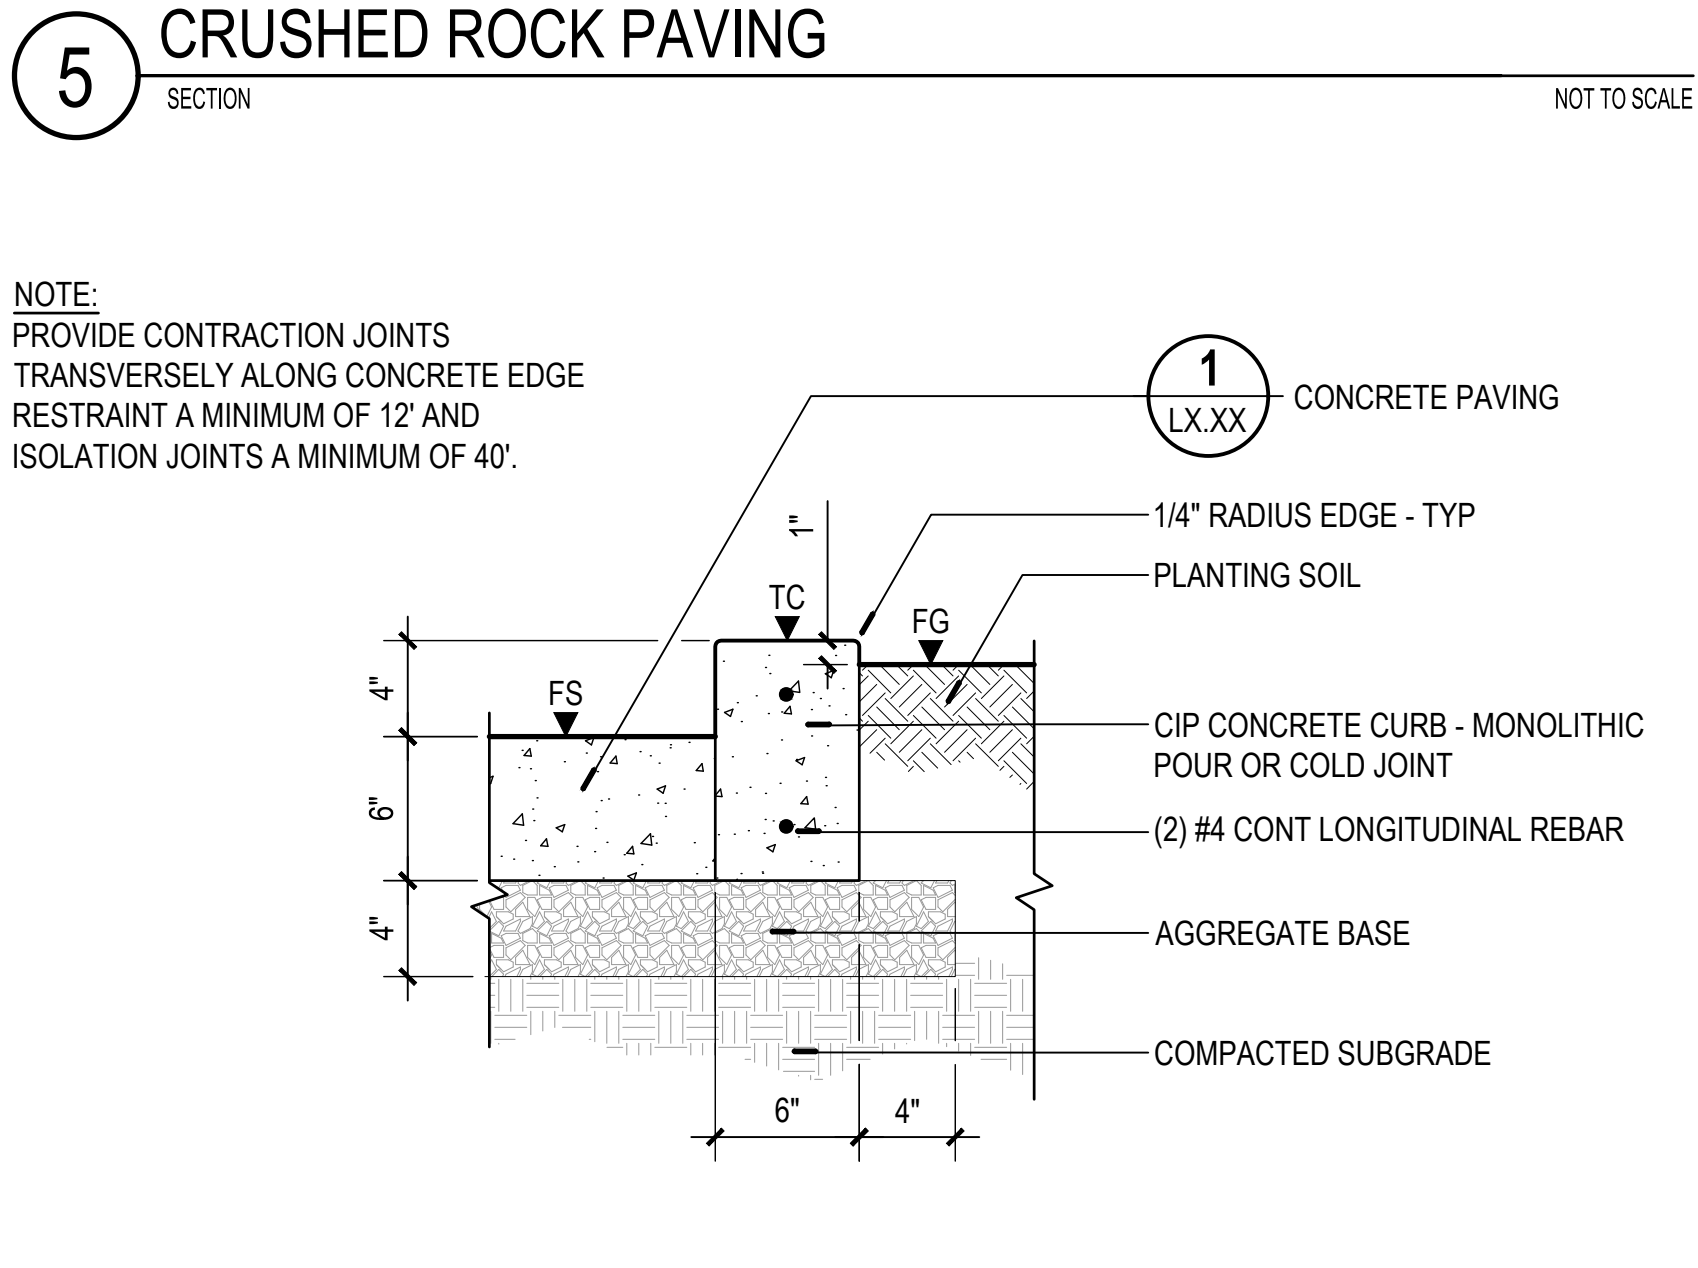 5
CRUSHED ROCK PAVING
SECTION
NOT TO SCALE
NOTE:
PROVIDE CONTRACTION JOINTS
TRANSVERSELY ALONG CONCRETE EDGE
RESTRAINT A MINIMUM OF 12' AND
ISOLATION JOINTS A MINIMUM OF 40'.
1
LX.XX
CONCRETE PAVING
1/4" RADIUS EDGE - TYP
PLANTING SOIL
1"
TC
FG
FS
4"
6"
4"
CIP CONCRETE CURB - MONOLITHIC
POUR OR COLD JOINT
(2) #4 CONT LONGITUDINAL REBAR
AGGREGATE BASE
COMPACTED SUBGRADE
6"
4"